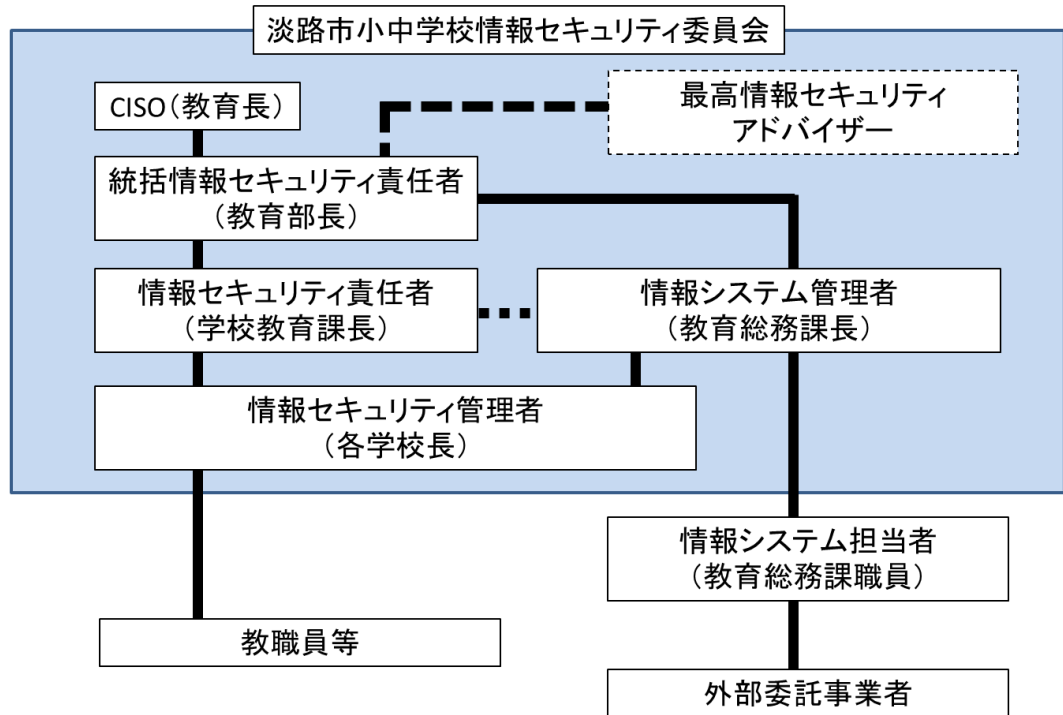 淡路市小中学校情報セキュリティ委員会
CISO（教育長）
最高情報セキュリティ
アドバイザー
統括情報セキュリティ責任者
（教育部長）
情報セキュリティ責任者
（学校教育課長）
情報システム管理者
（教育総務課長）
情報セキュリティ管理者
（各学校長）
情報システム担当者
（教育総務課職員）
教職員等
外部委託事業者